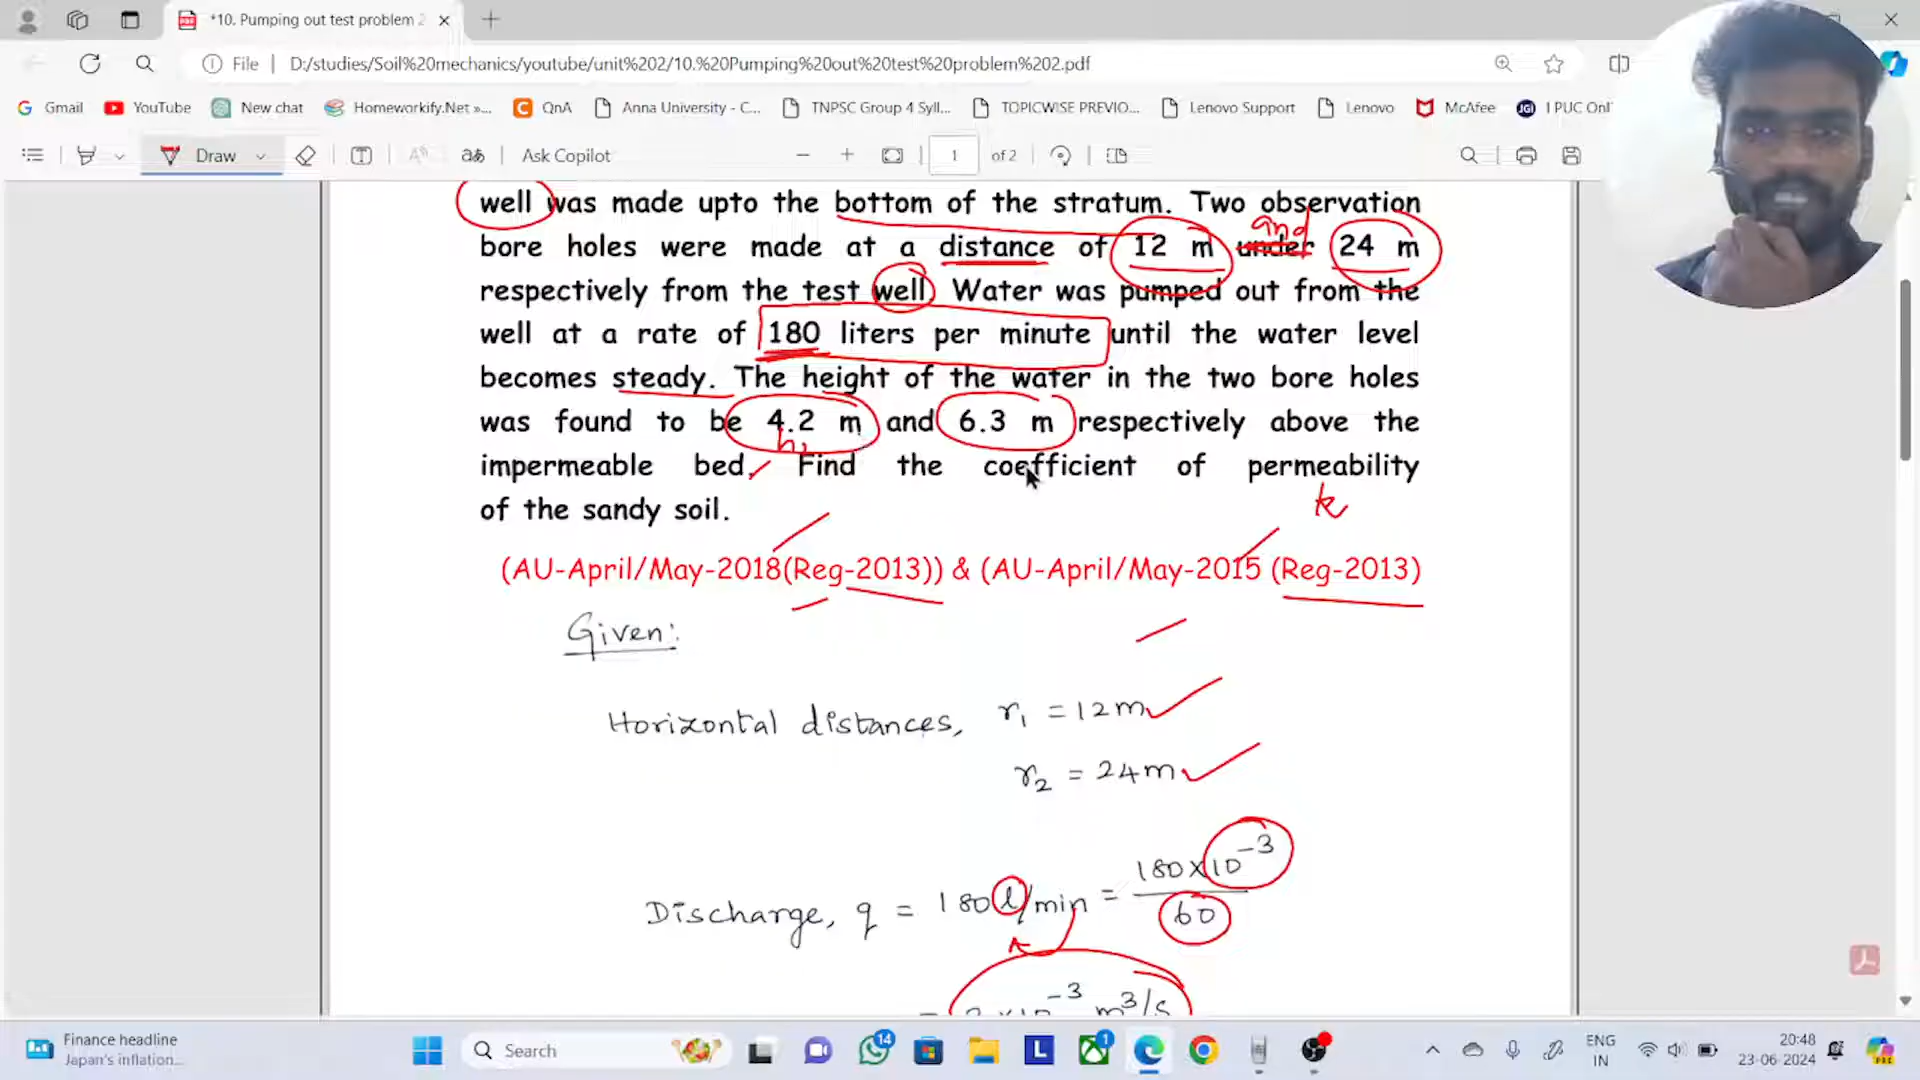 *10. Pumping out test problem 2
File | D:/studies/Soil%20mechanics/youtube/unit%202/10.%20Pumping%20out%20test%20problem%202.pdf
Gmail YouTube New chat Homeworkify.Net »... QnA Anna University - C... TNPSC Group 4 Syll... TOPICWISE PREVIO... Lenovo Support Lenovo McAfee I PUC Onl
Draw Ask Copilot 1 of 2
well was made upto the bottom of the stratum. Two observation
and
bore holes were made at a distance of 12 m under 24 m
respectively from the test well. Water was pumped out from the
well at a rate of 180 liters per minute until the water level
becomes steady. The height of the water in the two bore holes
was found to be 4.2 m and 6.3 m respectively above the
h₁
impermeable bed. Find the coefficient of permeability
of the sandy soil.
k
(AU-April/May-2018(Reg-2013)) & (AU-April/May-2015 (Reg-2013)
Given:
Horizontal distances, r₁ = 12m
r₂ = 24m
Discharge, q = 180 l/min = 180×10⁻³ / 60
= 3×10⁻³ m³/s
Finance headline
Japan's inflation...
Search
14
1
ENG
IN
20:48
23-06-2024